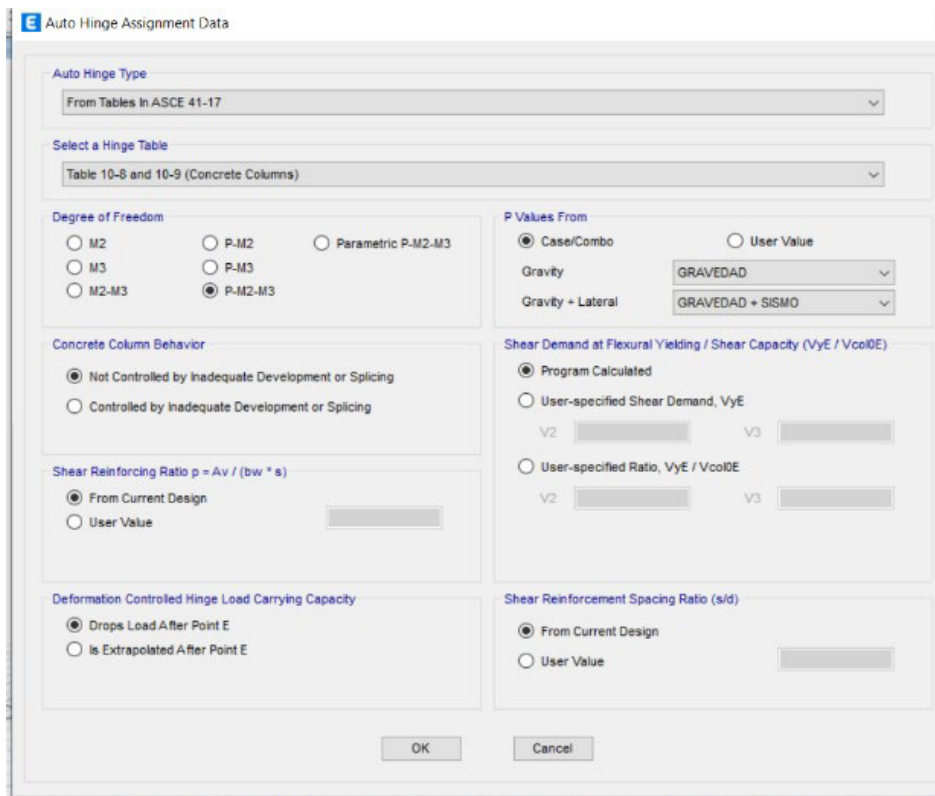 E Auto Hinge Assignment Data
Auto Hinge Type
From Tables In ASCE 41-17
Select a Hinge Table
Table 10-8 and 10-9 (Concrete Columns)
Degree of Freedom
M2 P-M2 Parametric P-M2-M3
M3 P-M3
M2-M3 P-M2-M3
P Values From
Case/Combo User Value
Gravity GRAVEDAD
Gravity + Lateral GRAVEDAD + SISMO
Concrete Column Behavior
Not Controlled by Inadequate Development or Splicing
Controlled by Inadequate Development or Splicing
Shear Demand at Flexural Yielding / Shear Capacity (VyE / Vcol0E)
Program Calculated
User-specified Shear Demand, VyE
V2 V3
User-specified Ratio, VyE / Vcol0E
V2 V3
Shear Reinforcing Ratio p = Av / (bw * s)
From Current Design
User Value
Deformation Controlled Hinge Load Carrying Capacity
Drops Load After Point E
Is Extrapolated After Point E
Shear Reinforcement Spacing Ratio (s/d)
From Current Design
User Value
OK Cancel